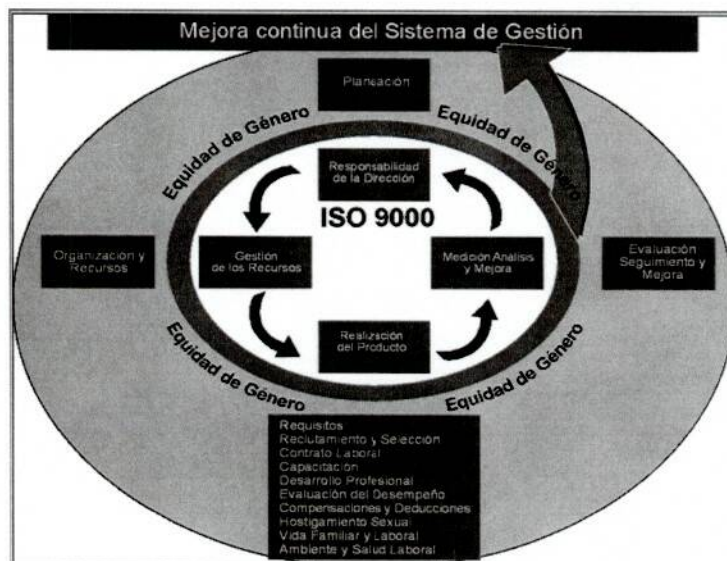 Mejora continua del Sistema de Gestión
Planeación
Equidad de Género
Equidad de Género
Responsabilidad
de la Dirección
ISO 9000
Organización y
Recursos
Gestión
de los Recursos
Medición Análisis
y Mejora
Evaluación
Seguimiento y
Mejora
Realización
del Producto
Equidad de Género
Equidad de Género
Requisitos
Reclutamiento y Selección
Contrato Laboral
Capacitación
Desarrollo Profesional
Evaluación del Desempeño
Compensaciones y Deducciones
Hostigamiento Sexual
Vida Familiar y Laboral
Ambiente y Salud Laboral